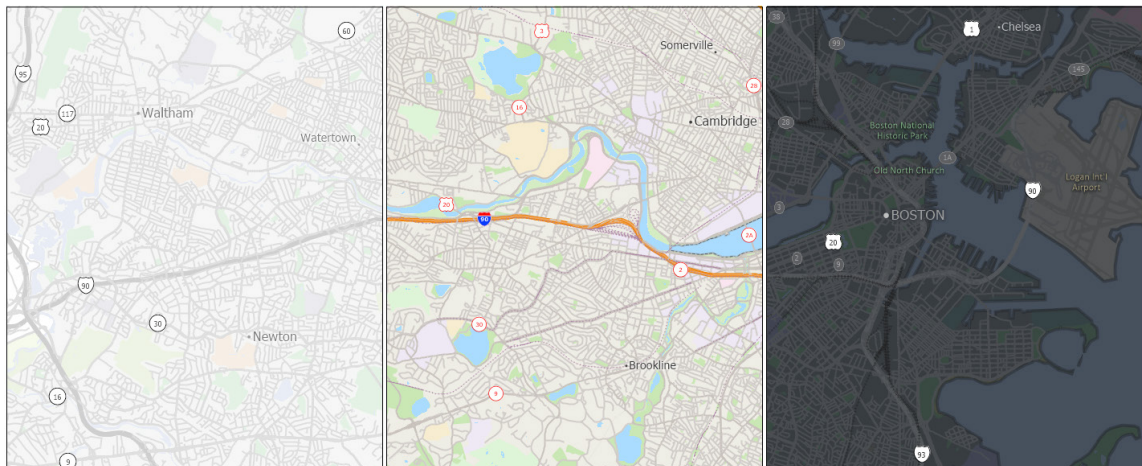 60
95
117
Waltham
20
Watertown
90
30
Newton
16
9
3
Somerville
28
16
Cambridge
20
90
2A
2
30
Brookline
9
38
1
Chelsea
99
145
28
Boston National
Historic Park
1A
Old North Church
Logan Int'l
Airport
90
3
BOSTON
20
2
9
93